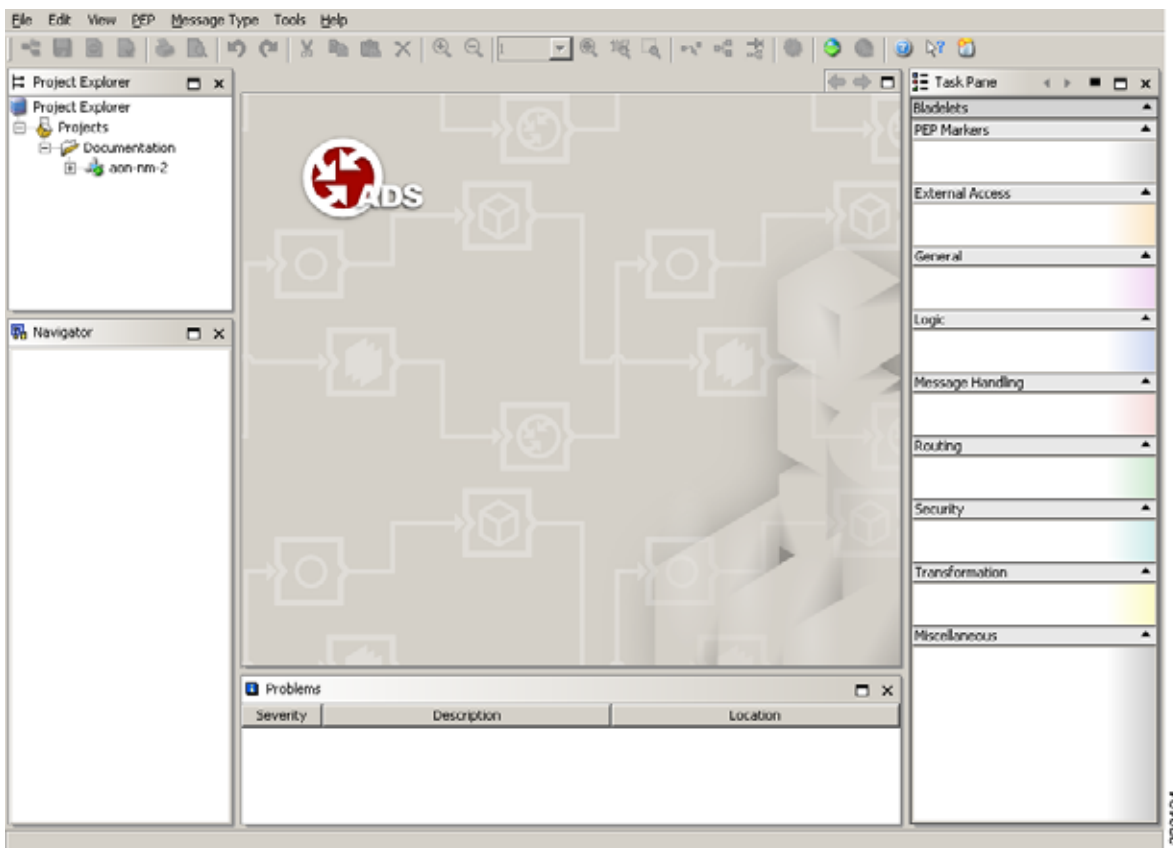 File Edit View PEP Message Type Tools Help
1
Project Explorer
Project Explorer
Projects
Documentation
aon-nm-2
Navigator
ADS
Problems
Severity Description Location
Task Pane
Bladelets
PEP Markers
External Access
General
Logic
Message Handling
Routing
Security
Transformation
Miscellaneous